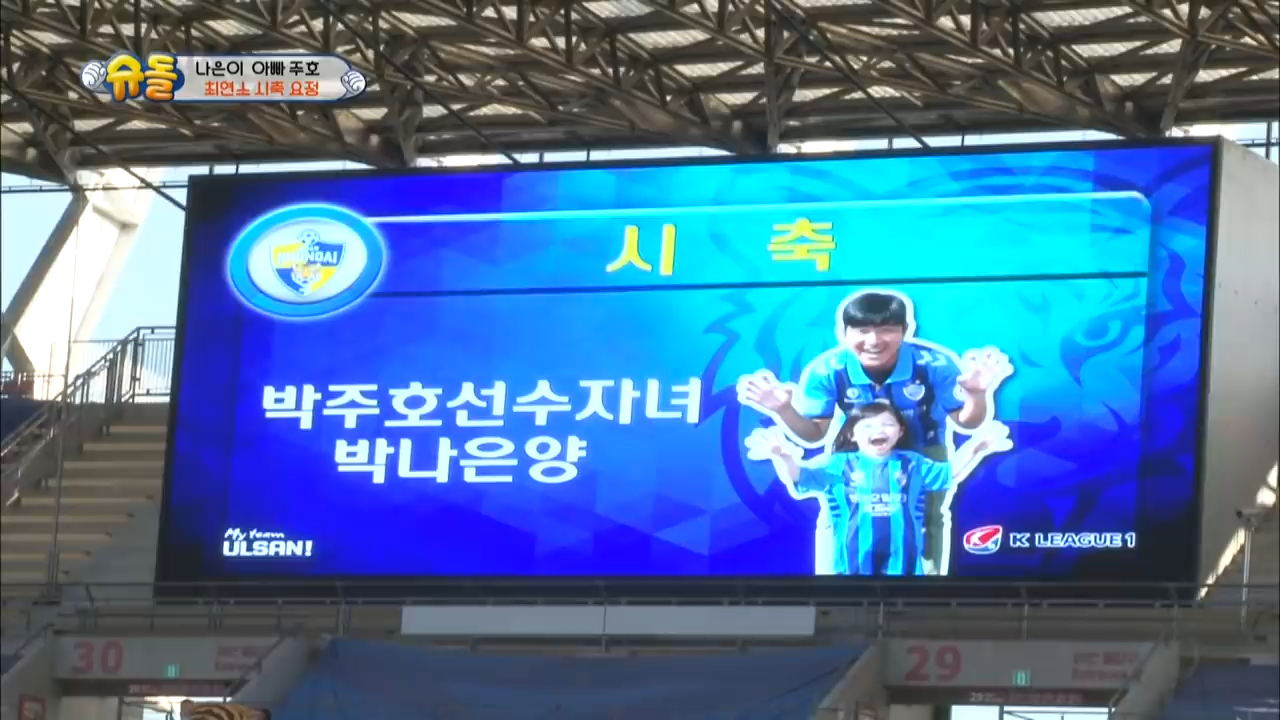 슈돌
나은이 아빠 주호
최연소 시축 요정
시 축
HYUNDAI
박주호선수자녀
박나은양
My team
ULSAN!
K LEAGUE 1
30
29